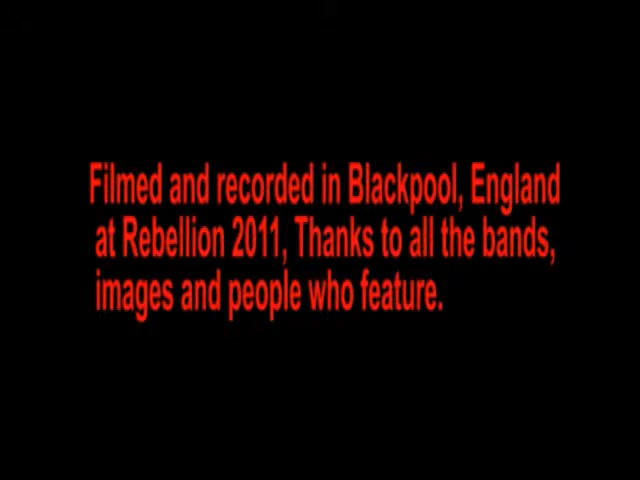 Filmed and recorded in Blackpool, England
at Rebellion 2011, Thanks to all the bands,
images and people who feature.